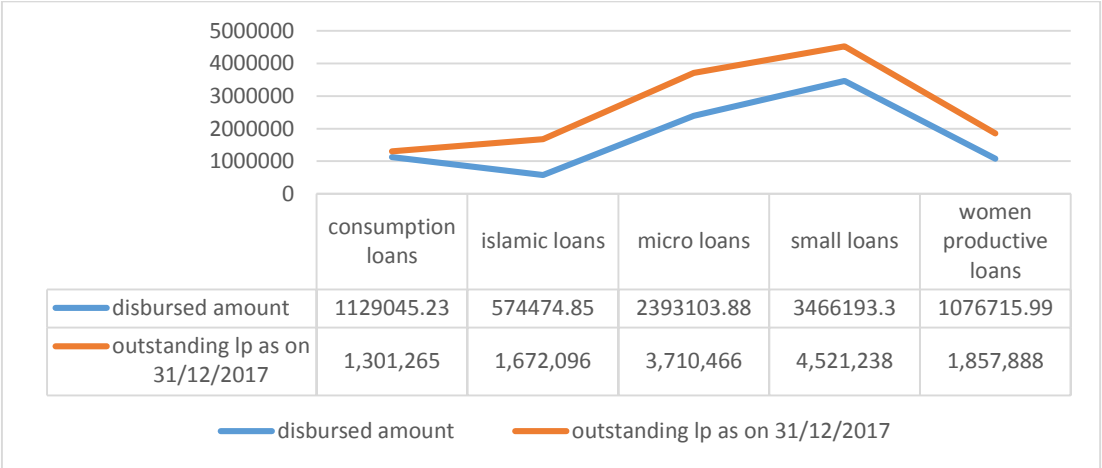 5000000
4000000
3000000
2000000
1000000
0
consumption
loans
islamic loans
micro loans
small loans
women
productive
loans
disbursed amount 1129045.23 574474.85 2393103.88 3466193.3 1076715.99
outstanding lp as on
31/12/2017
1,301,265 1,672,096 3,710,466 4,521,238 1,857,888
disbursed amount outstanding lp as on 31/12/2017